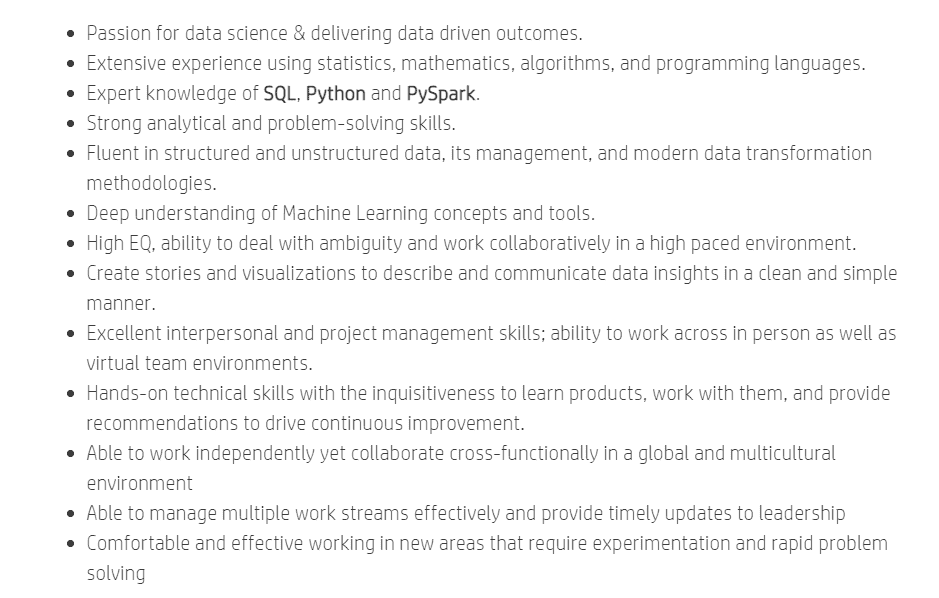 • Passion for data science & delivering data driven outcomes.
• Extensive experience using statistics, mathematics, algorithms, and programming languages.
• Expert knowledge of SQL, Python and PySpark.
• Strong analytical and problem-solving skills.
• Fluent in structured and unstructured data, its management, and modern data transformation
methodologies.
• Deep understanding of Machine Learning concepts and tools.
• High EQ, ability to deal with ambiguity and work collaboratively in a high paced environment.
• Create stories and visualizations to describe and communicate data insights in a clean and simple
manner.
• Excellent interpersonal and project management skills; ability to work across in person as well as
virtual team environments.
• Hands-on technical skills with the inquisitiveness to learn products, work with them, and provide
recommendations to drive continuous improvement.
• Able to work independently yet collaborate cross-functionally in a global and multicultural
environment
• Able to manage multiple work streams effectively and provide timely updates to leadership
• Comfortable and effective working in new areas that require experimentation and rapid problem
solving